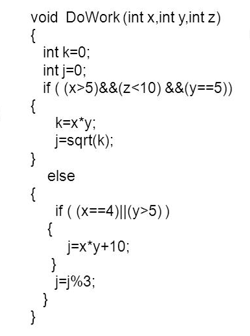 void DoWork(int x,int y,int z)
{
int k=0;
int j=0;
if ( (x>5)&&(z<10) &&(y==5))
{
k=x*y;
j=sqrt(k);
}
else
{
if ( (x==4)||(y>5) )
{
j=x*y+10;
}
j=j%3;
}
}